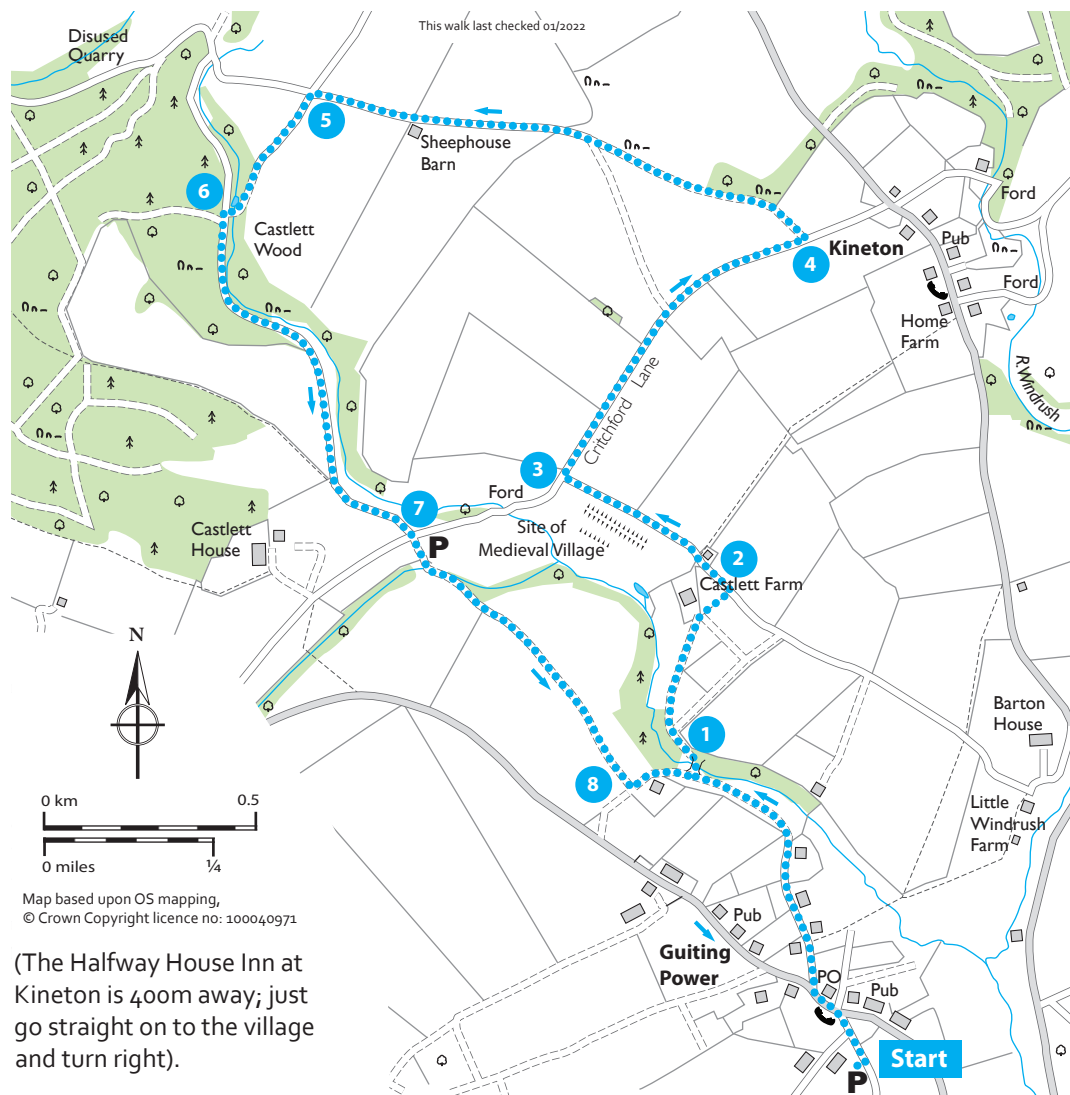 This walk last checked 01/2022
Disused
Quarry
5
Sheephouse
Barn
6
Castlett
Wood
4
Kineton
Pub
Ford
Ford
Home
Farm
R Windrush
Critchford Lane
3
Ford
7
P
Castlett
House
Site of
Medieval Village
2
Castlett Farm
N
1
8
Barton
House
Little
Windrush
Farm
0 km 0.5
0 miles ¼
Map based upon OS mapping,
© Crown Copyright licence no: 100040971
Pub
Guiting
Power
PO
Pub
Start
P
(The Halfway House Inn at
Kineton is 400m away; just
go straight on to the village
and turn right).